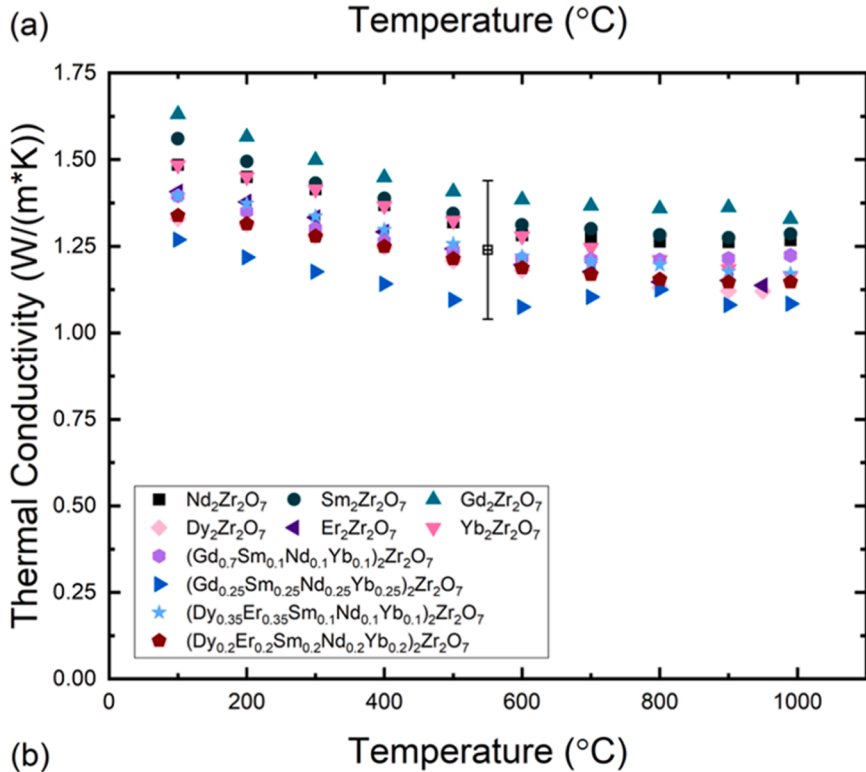 (a) Temperature (°C)
Thermal Conductivity (W/(m*K))
1.75
1.50
1.25
1.00
0.75
0.50
0.25
0.00
Nd₂Zr₂O₇ Sm₂Zr₂O₇ Gd₂Zr₂O₇
Dy₂Zr₂O₇ Er₂Zr₂O₇ Yb₂Zr₂O₇
(Gd₀.₇Sm₀.₁Nd₀.₁Yb₀.₁)₂Zr₂O₇
(Gd₀.₂₅Sm₀.₂₅Nd₀.₂₅Yb₀.₂₅)₂Zr₂O₇
(Dy₀.₃₅Er₀.₃₅Sm₀.₁Nd₀.₁Yb₀.₁)₂Zr₂O₇
(Dy₀.₂Er₀.₂Sm₀.₂Nd₀.₂Yb₀.₂)₂Zr₂O₇
0 200 400 600 800 1000
(b) Temperature (°C)